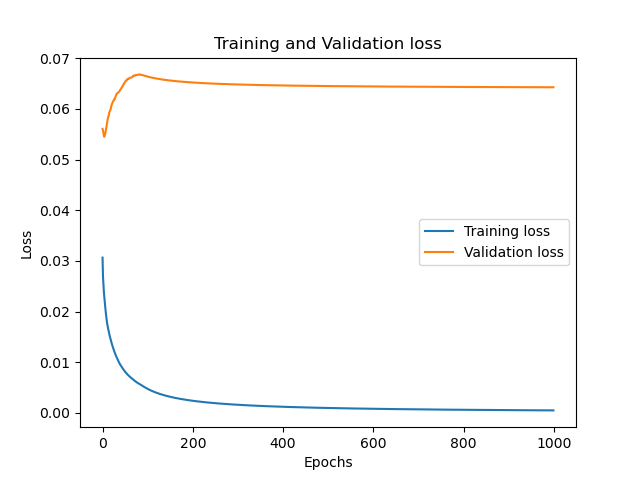 Training and Validation loss
0.07
0.06
0.05
0.04
0.03
0.02
0.01
0.00
Loss
Training loss
Validation loss
0 200 400 600 800 1000
Epochs